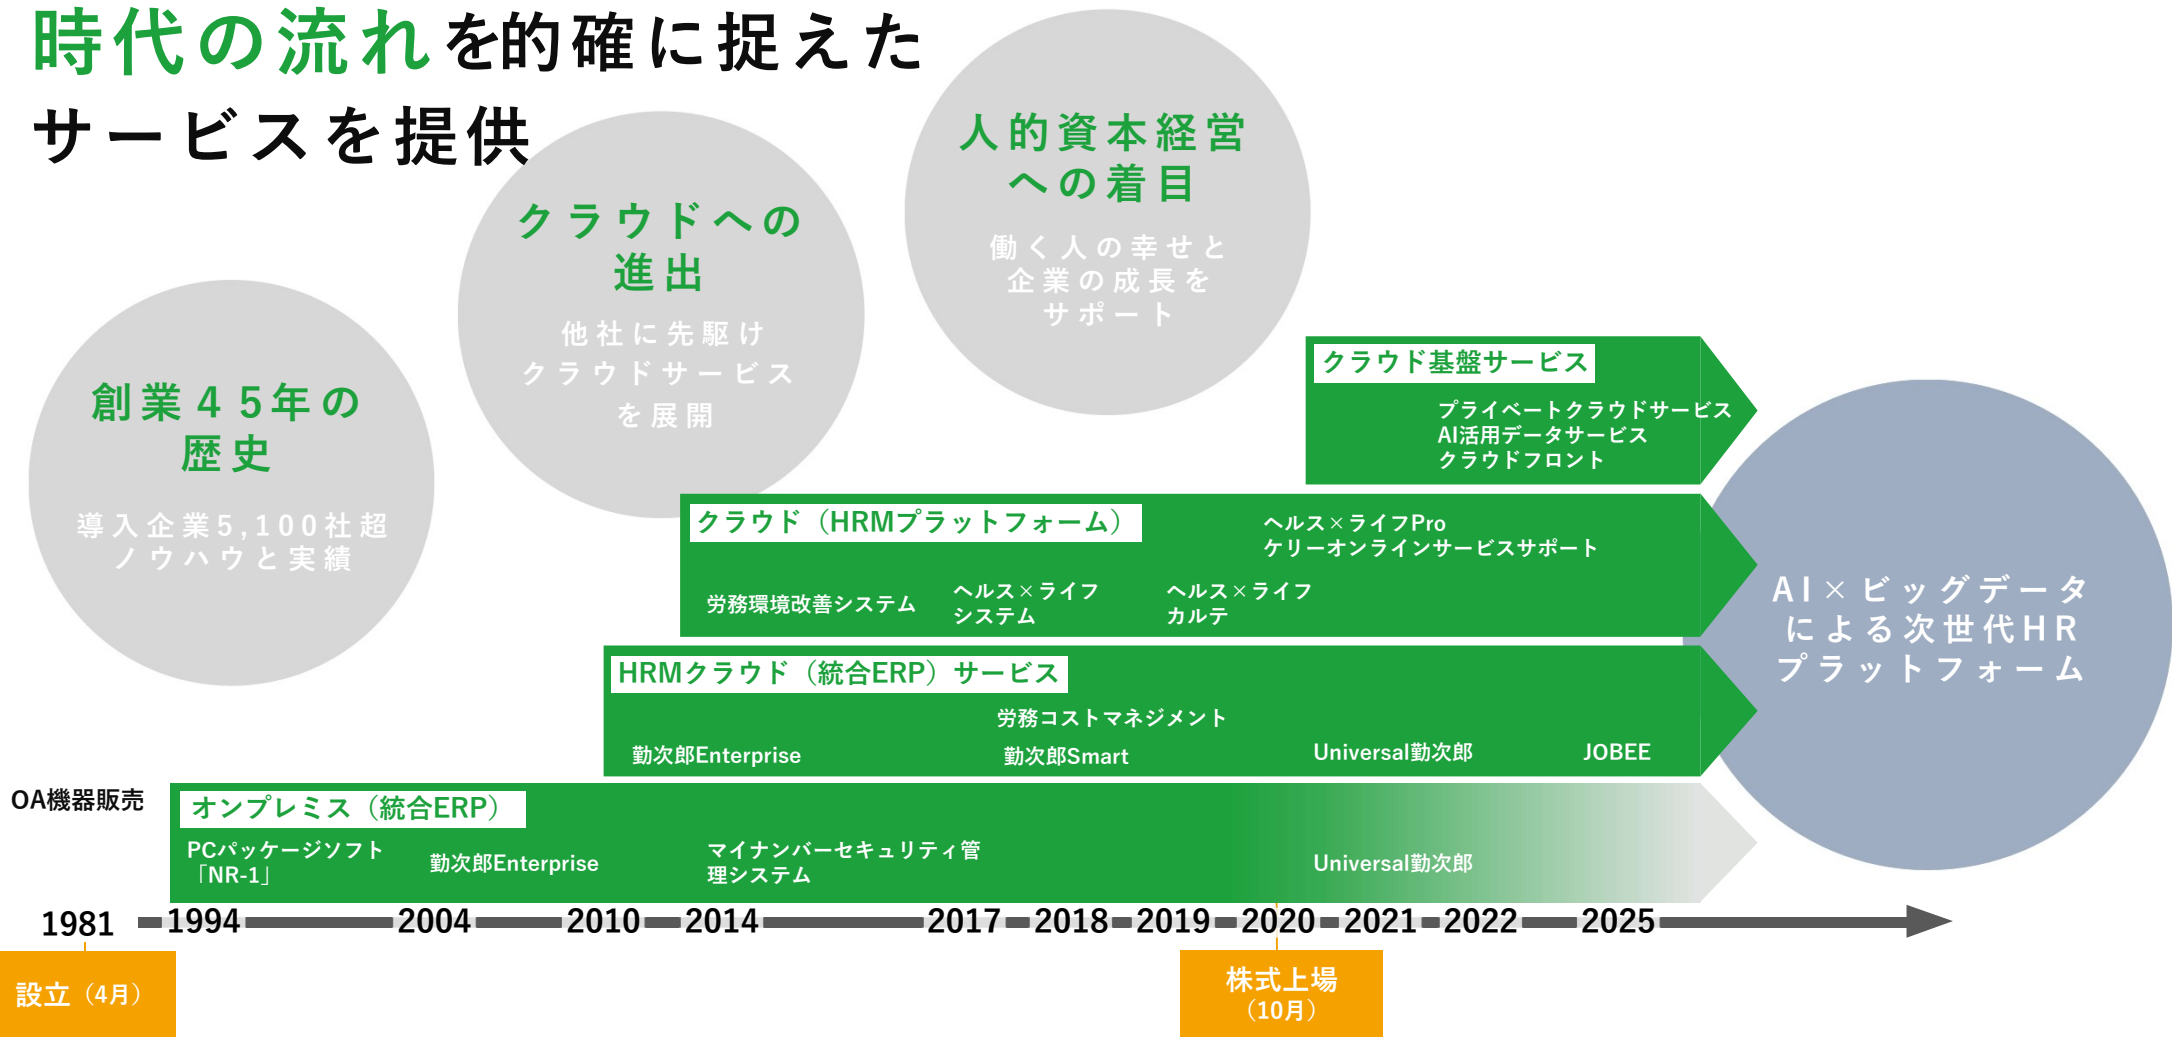 時代の流れを的確に捉えた
サービスを提供
創業45年の
歴史
導入企業5,100社超
ノウハウと実績
クラウドへの
進出
他社に先駆け
クラウドサービス
を展開
人的資本経営
への着目
働く人の幸せと
企業の成長を
サポート
クラウド基盤サービス
プライベートクラウドサービス
AI活用データサービス
クラウドフロント
クラウド（HRMプラットフォーム）
ヘルス×ライフPro
ケリーオンラインサービスサポート
労務環境改善システム
ヘルス×ライフ
システム
ヘルス×ライフ
カルテ
HRMクラウド（統合ERP）サービス
労務コストマネジメント
勤次郎Enterprise
勤次郎Smart
Universal勤次郎
JOBEE
AI×ビッグデータ
による次世代HR
プラットフォーム
OA機器販売
オンプレミス（統合ERP）
PCパッケージソフト
「NR-1」
勤次郎Enterprise
マイナンバーセキュリティ管
理システム
Universal勤次郎
1981 1994 2004 2010 2014 2017 2018 2019 2020 2021 2022 2025
設立（4月）
株式上場
（10月）